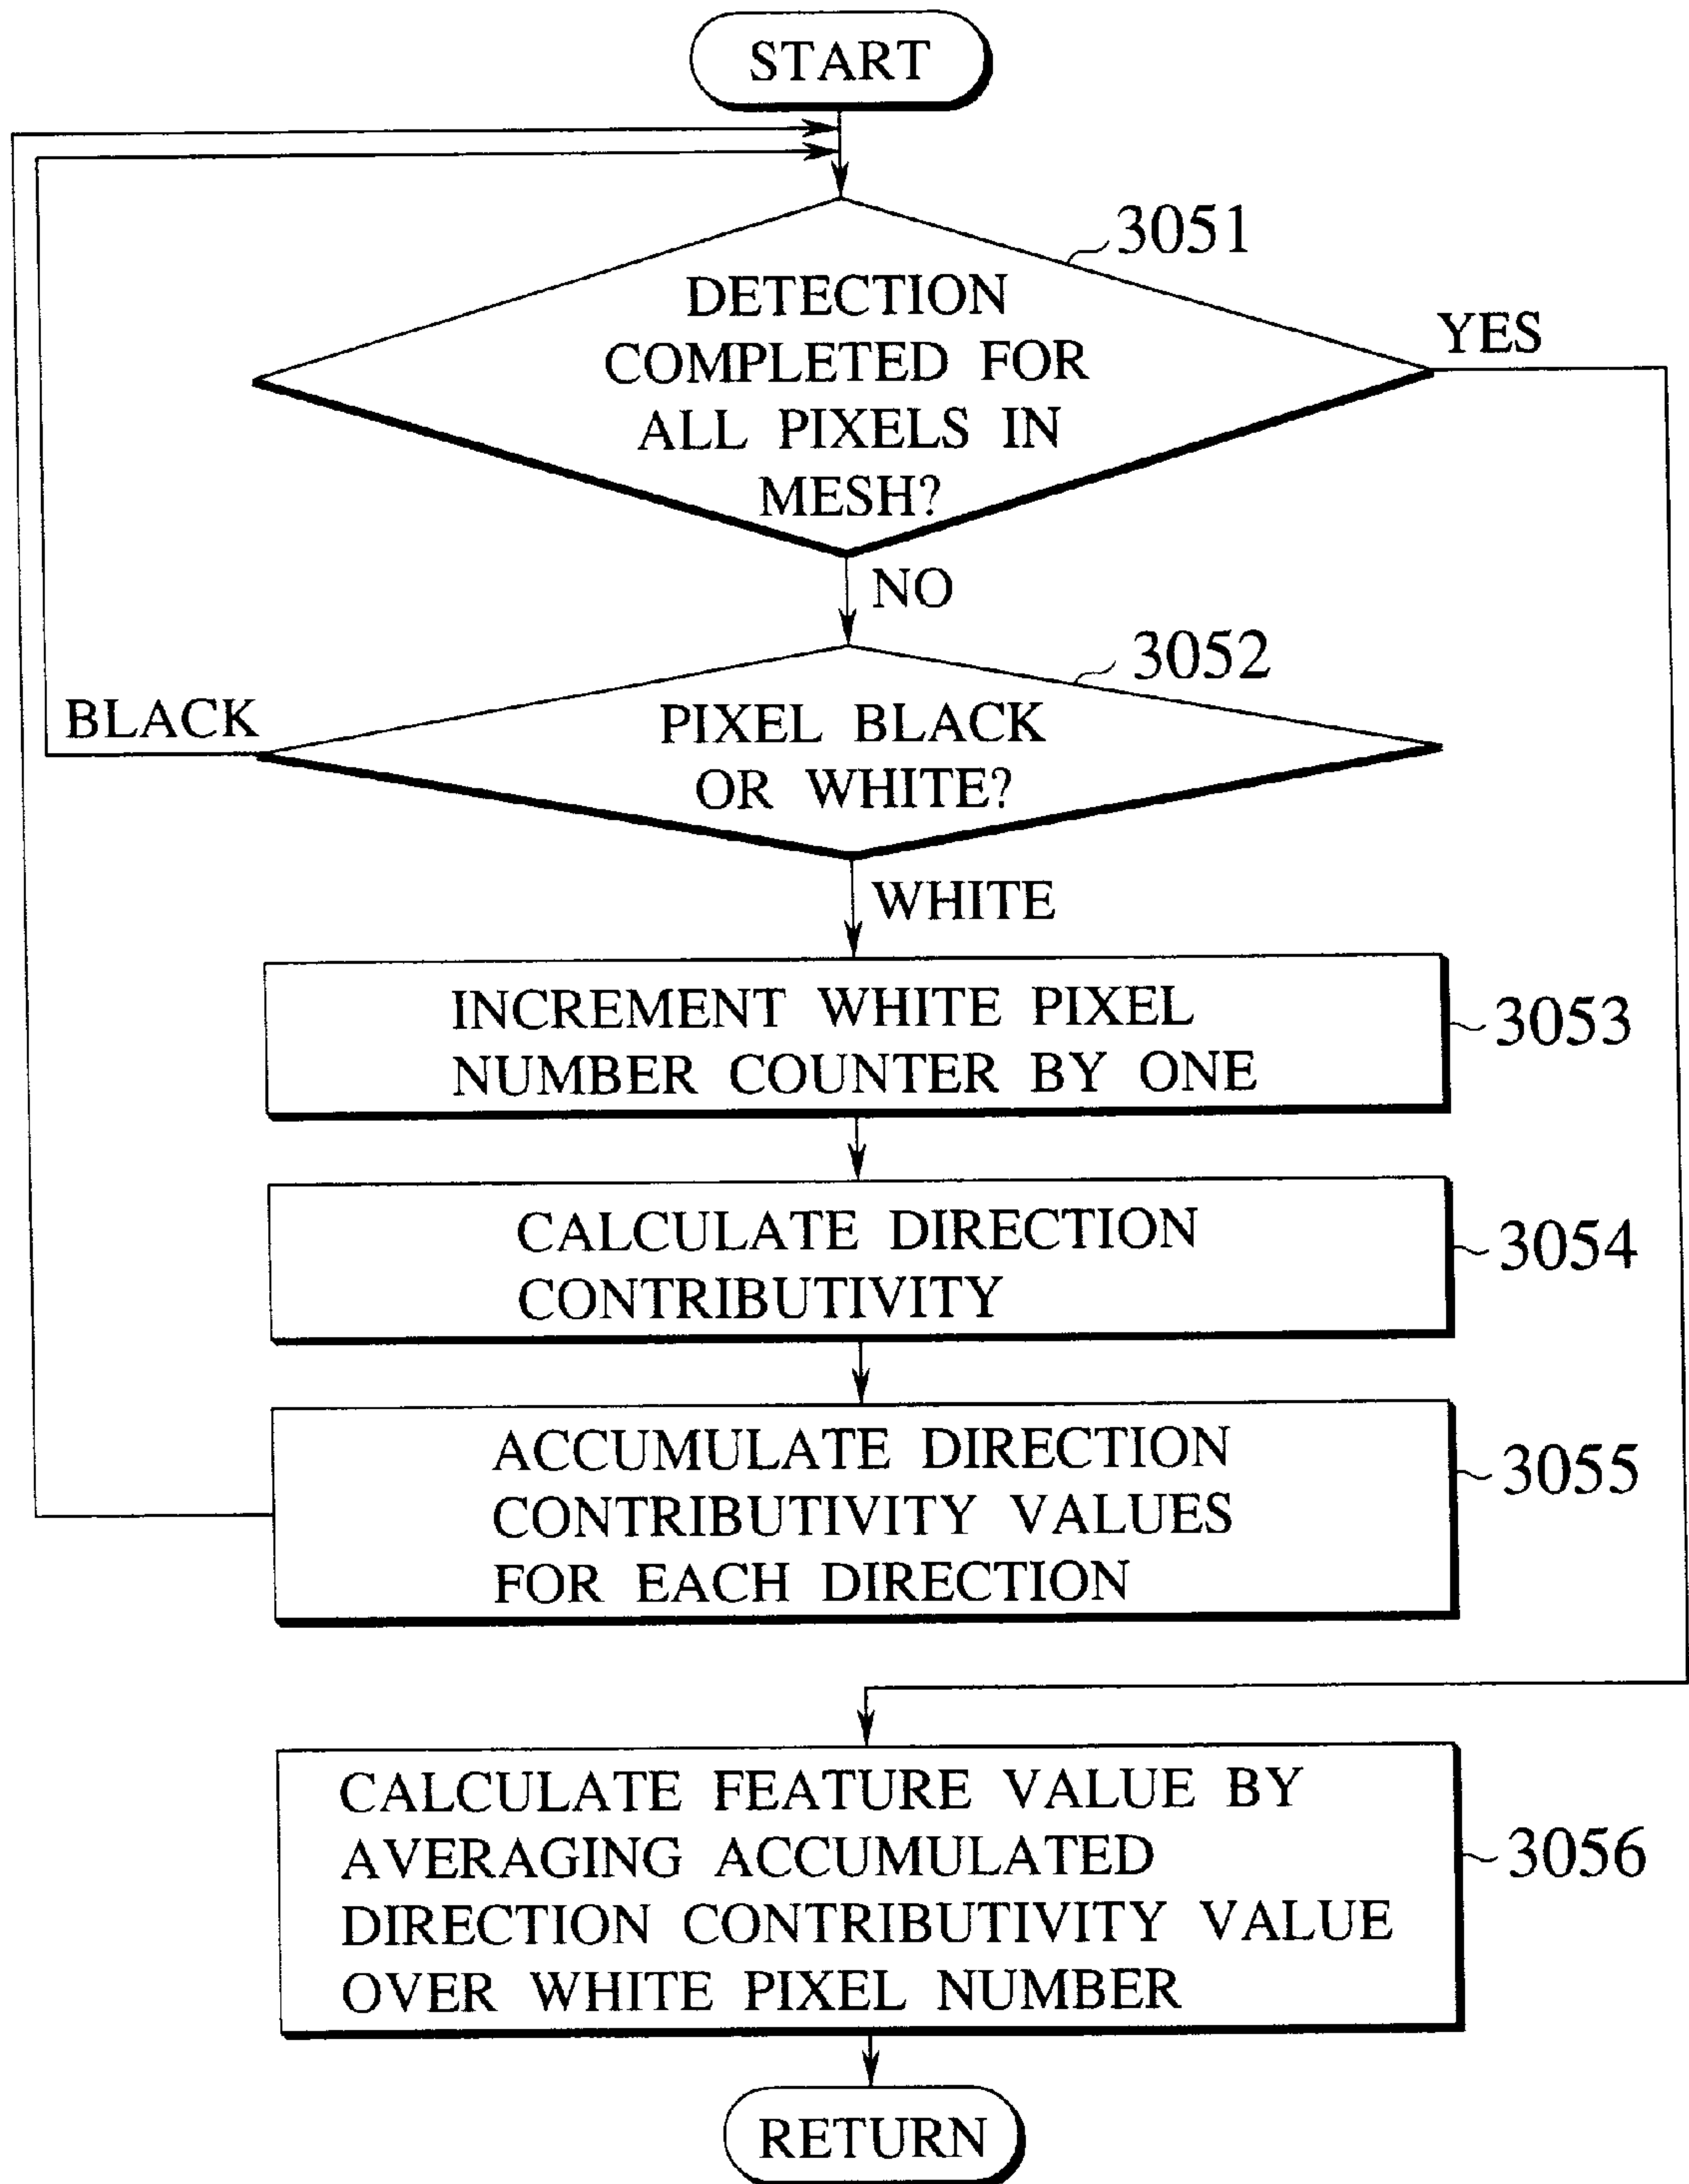 START
3051
DETECTION
COMPLETED FOR
ALL PIXELS IN
MESH?
YES
NO
3052
BLACK
PIXEL BLACK
OR WHITE?
WHITE
INCREMENT WHITE PIXEL
NUMBER COUNTER BY ONE
3053
CALCULATE DIRECTION
CONTRIBUTIVITY
3054
ACCUMULATE DIRECTION
CONTRIBUTIVITY VALUES
FOR EACH DIRECTION
3055
CALCULATE FEATURE VALUE BY
AVERAGING ACCUMULATED
DIRECTION CONTRIBUTIVITY VALUE
OVER WHITE PIXEL NUMBER
3056
RETURN